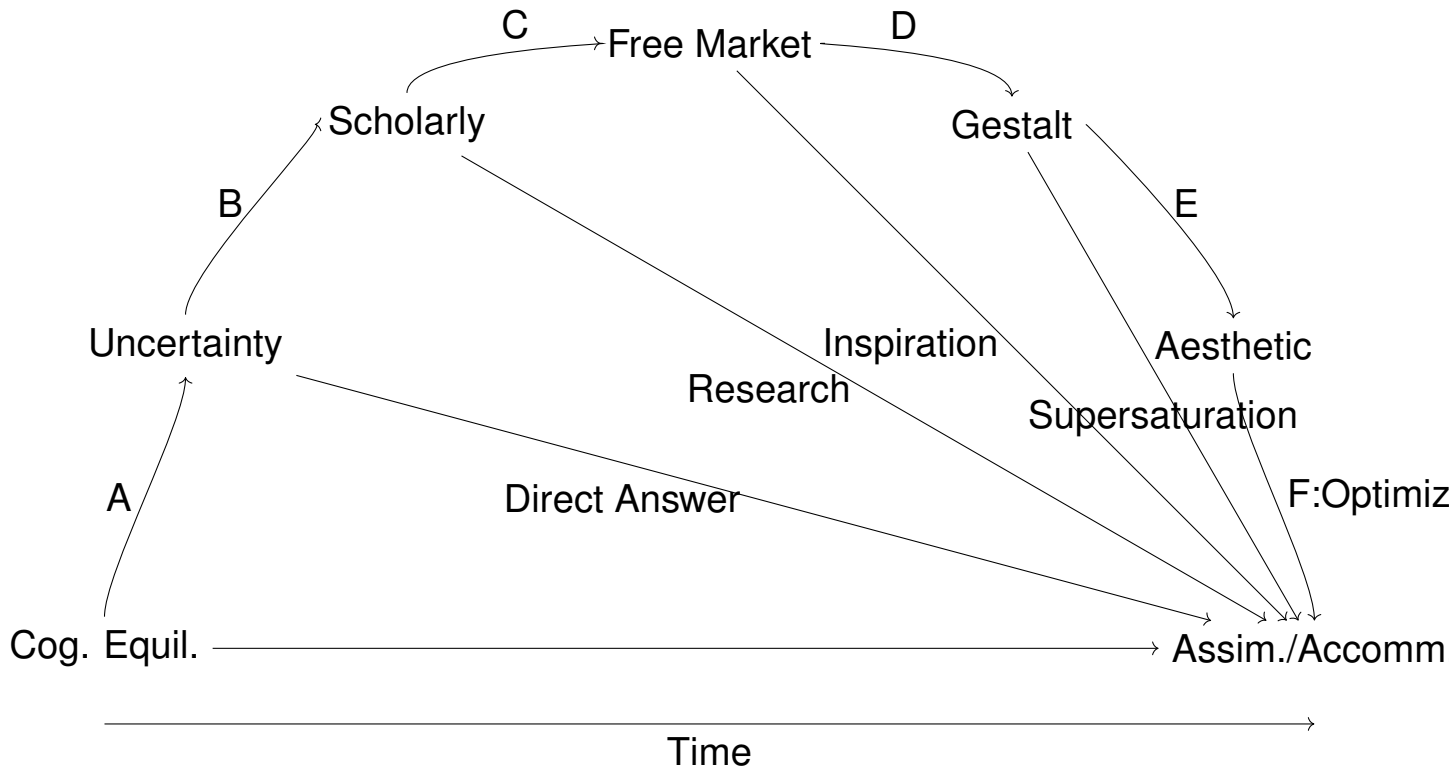 C
Free Market
D
Scholarly
Gestalt
B
E
Uncertainty
Inspiration
Aesthetic
Research
Supersaturation
A
Direct Answer
F:Optimiz
Cog. Equil.
Assim./Accomm
Time